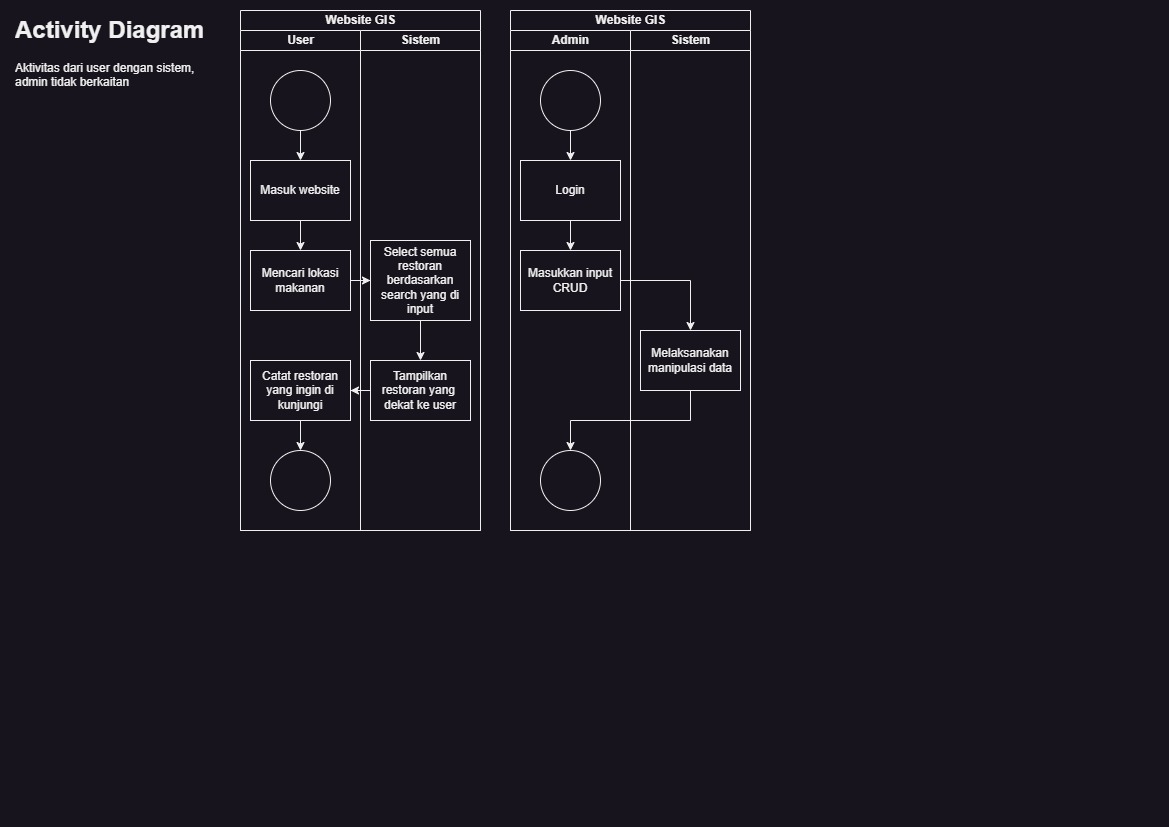 Activity Diagram
Aktivitas dari user dengan sistem,
admin tidak berkaitan
Website GIS
User
Sistem
Masuk website
Mencari lokasi
makanan
Select semua
restoran
berdasarkan
search yang di
input
Catat restoran
yang ingin di
kunjungi
Tampilkan
restoran yang
dekat ke user
Website GIS
Admin
Sistem
Login
Masukkan input
CRUD
Melaksanakan
manipulasi data